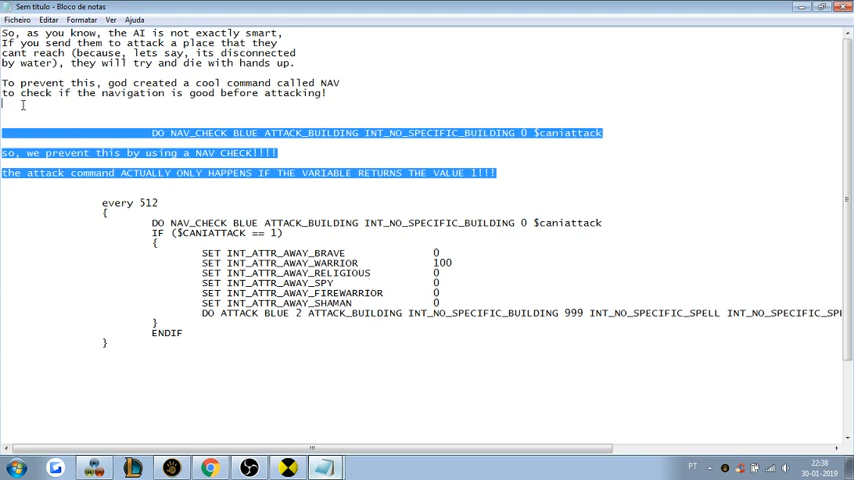 Sem título - Bloco de notas
Ficheiro Editar Formatar Ver Ajuda
So, as you know, the AI is not exactly smart,
If you send them to attack a place that they
cant reach (because, lets say, its disconnected
by water), they will try and die with hands up.
To prevent this, god created a cool command called NAV
to check if the navigation is good before attacking!
DO NAV_CHECK BLUE ATTACK_BUILDING INT_NO_SPECIFIC_BUILDING 0 $caniattack
so, we prevent this by using a NAV CHECK!!!!
the attack command ACTUALLY ONLY HAPPENS IF THE VARIABLE RETURNS THE VALUE 1!!!
every 512
{
DO NAV_CHECK BLUE ATTACK_BUILDING INT_NO_SPECIFIC_BUILDING 0 $caniattack
IF ($CANIATTACK == 1)
{
SET INT_ATTR_AWAY_BRAVE 0
SET INT_ATTR_AWAY_WARRIOR 100
SET INT_ATTR_AWAY_RELIGIOUS 0
SET INT_ATTR_AWAY_SPY 0
SET INT_ATTR_AWAY_FIREWARRIOR 0
SET INT_ATTR_AWAY_SHAMAN 0
DO ATTACK BLUE 2 ATTACK_BUILDING INT_NO_SPECIFIC_BUILDING 999 INT_NO_SPECIFIC_SPELL INT_NO_SPECIFIC_SPE
}
ENDIF
}
PT
22:38
30-01-2019